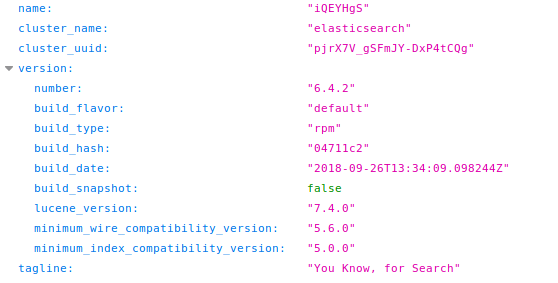 name: "iQEYHgS"
cluster_name: "elasticsearch"
cluster_uuid: "pjrX7V_gSFmJY-DxP4tCQg"
version:
number: "6.4.2"
build_flavor: "default"
build_type: "rpm"
build_hash: "04711c2"
build_date: "2018-09-26T13:34:09.098244Z"
build_snapshot: false
lucene_version: "7.4.0"
minimum_wire_compatibility_version: "5.6.0"
minimum_index_compatibility_version: "5.0.0"
tagline: "You Know, for Search"